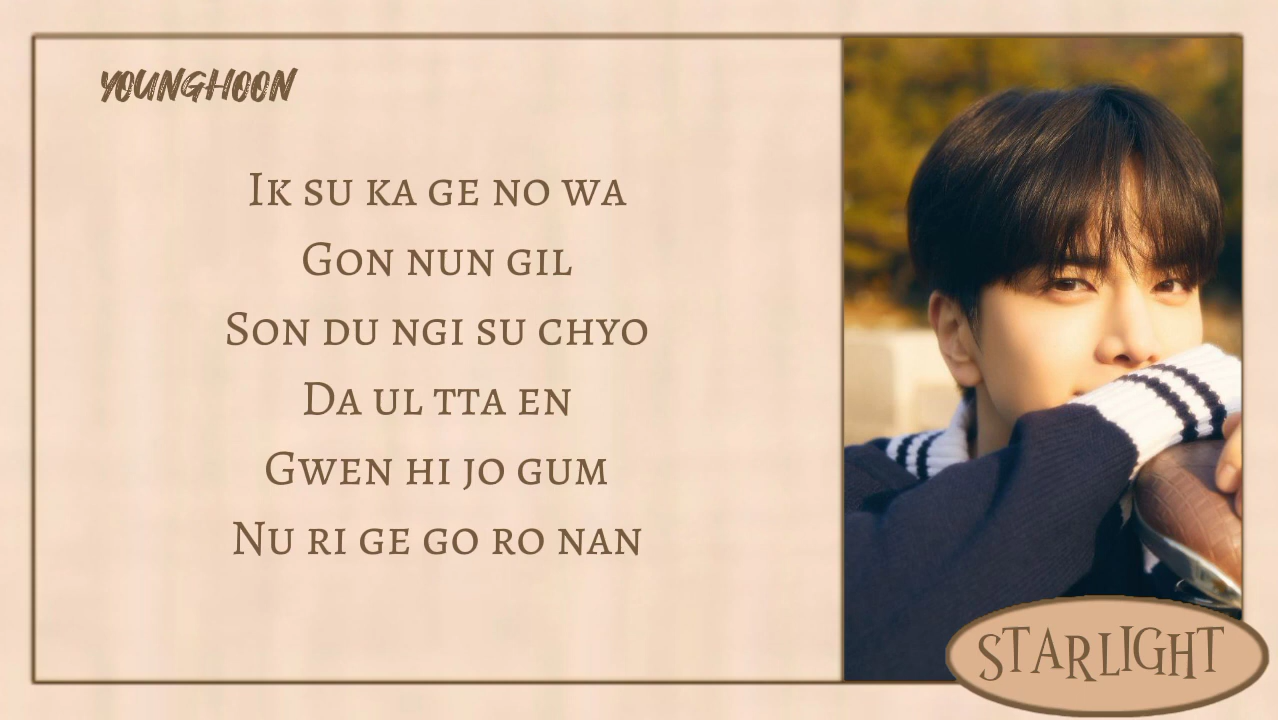 YOUNGHOON
Ik su ka ge no wa
Gon nun gil
Son du ngi su chyo
Da ul tta en
Gwen hi jo gum
Nu ri ge go ro nan
STARLIGHT